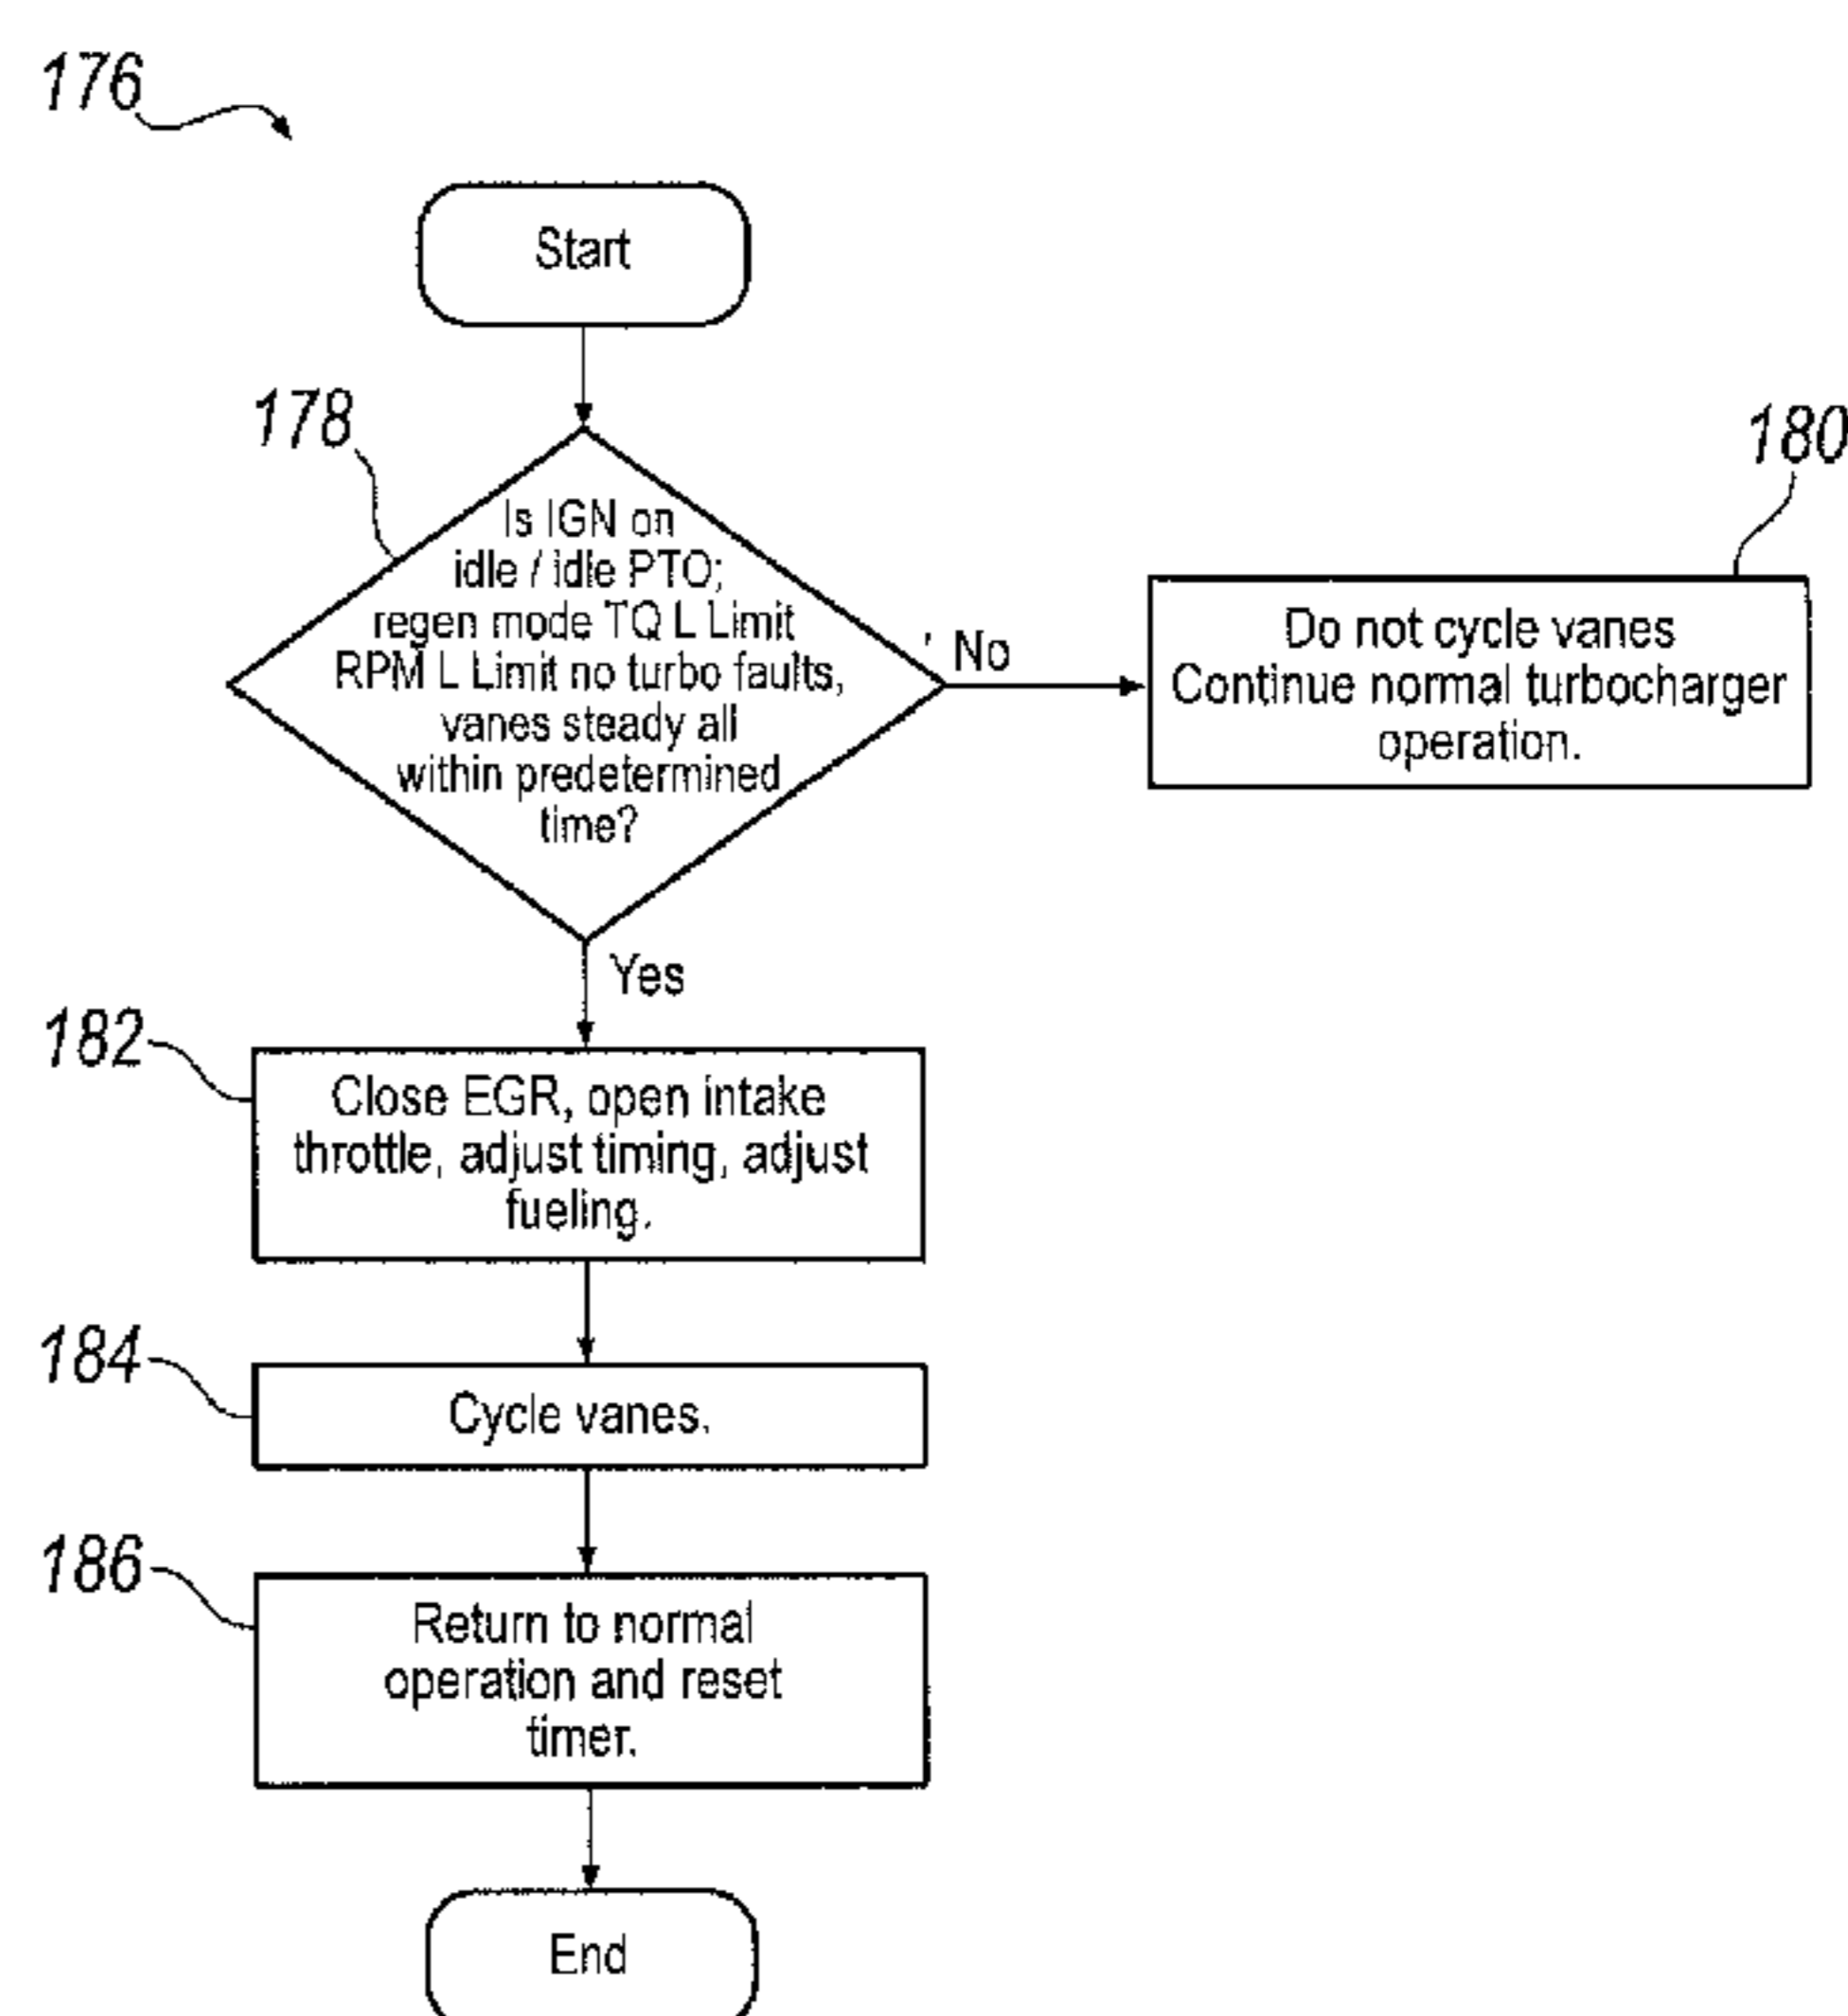 176
Start
178
Is IGN on
idle / idle PTO;
regen mode TQ L Limit
RPM L Limit no turbo faults,
vanes steady all
within predetermined
time?
No
180
Do not cycle vanes
Continue normal turbocharger
operation.
Yes
182
Close EGR, open intake
throttle, adjust timing, adjust
fueling.
184
Cycle vanes.
186
Return to normal
operation and reset
timer.
End